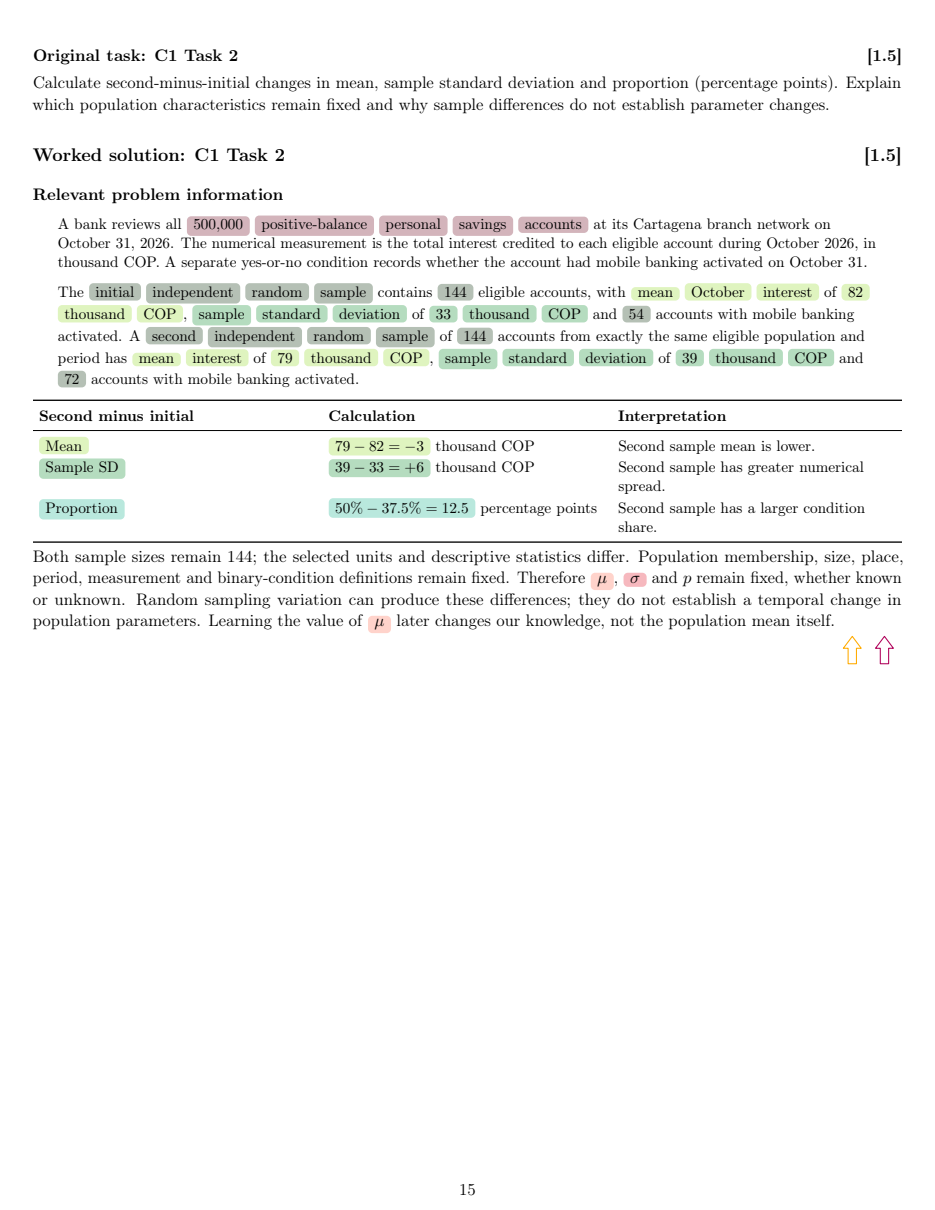 Original task: C1 Task 2 [1.5]
Calculate second-minus-initial changes in mean, sample standard deviation and proportion (percentage points). Explain
which population characteristics remain fixed and why sample differences do not establish parameter changes.
Worked solution: C1 Task 2 [1.5]
Relevant problem information
A bank reviews all 500,000 positive-balance personal savings accounts at its Cartagena branch network on
October 31, 2026. The numerical measurement is the total interest credited to each eligible account during October 2026, in
thousand COP. A separate yes-or-no condition records whether the account had mobile banking activated on October 31.
The initial independent random sample contains 144 eligible accounts, with mean October interest of 82
thousand COP, sample standard deviation of 33 thousand COP and 54 accounts with mobile banking
activated. A second independent random sample of 144 accounts from exactly the same eligible population and
period has mean interest of 79 thousand COP, sample standard deviation of 39 thousand COP and
72 accounts with mobile banking activated.
Second minus initial Calculation Interpretation
Mean 79 − 82 = −3 thousand COP Second sample mean is lower.
Sample SD 39 − 33 = +6 thousand COP Second sample has greater numerical
spread.
Proportion 50% − 37.5% = 12.5 percentage points Second sample has a larger condition
share.
Both sample sizes remain 144; the selected units and descriptive statistics differ. Population membership, size, place,
period, measurement and binary-condition definitions remain fixed. Therefore μ, σ and p remain fixed, whether known
or unknown. Random sampling variation can produce these differences; they do not establish a temporal change in
population parameters. Learning the value of μ later changes our knowledge, not the population mean itself.
15